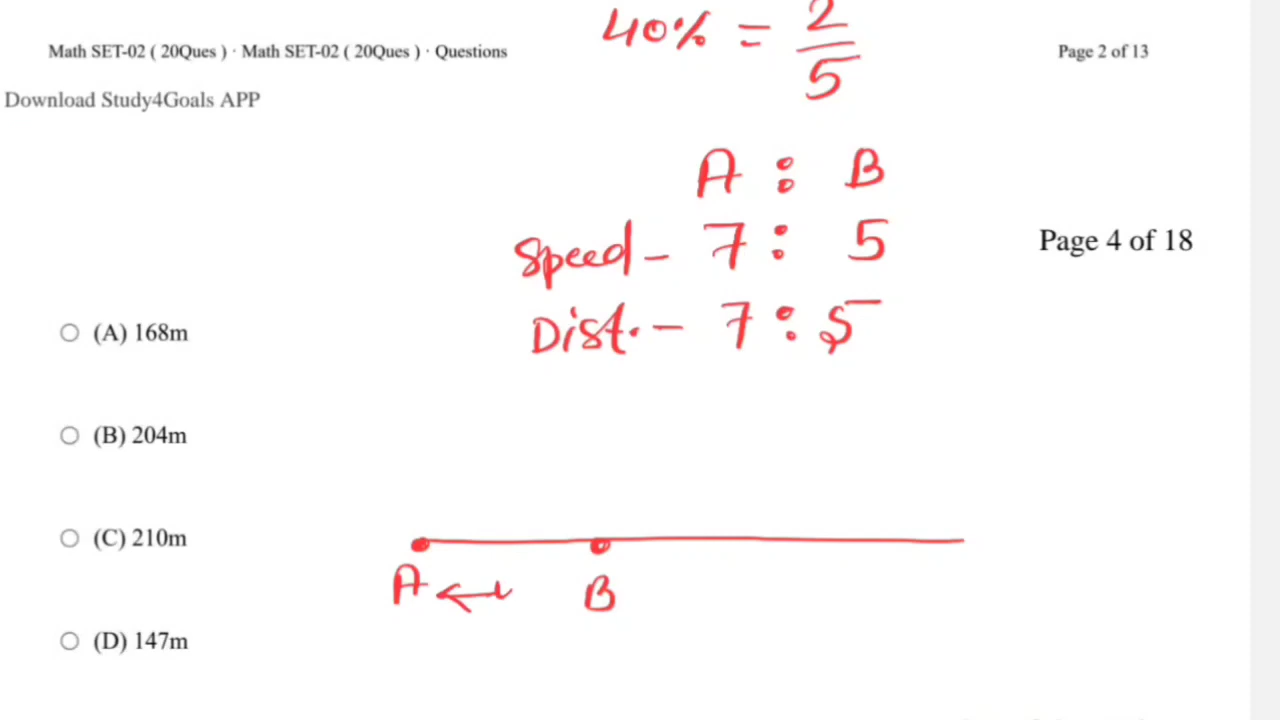 40% = 2/5
Math SET-02 ( 20Ques ) · Math SET-02 ( 20Ques ) · Questions
Page 2 of 13
Download Study4Goals APP
A : B
Speed - 7 : 5
Page 4 of 18
Dist. - 7 : 5
(A) 168m
(B) 204m
(C) 210m
A B
(D) 147m